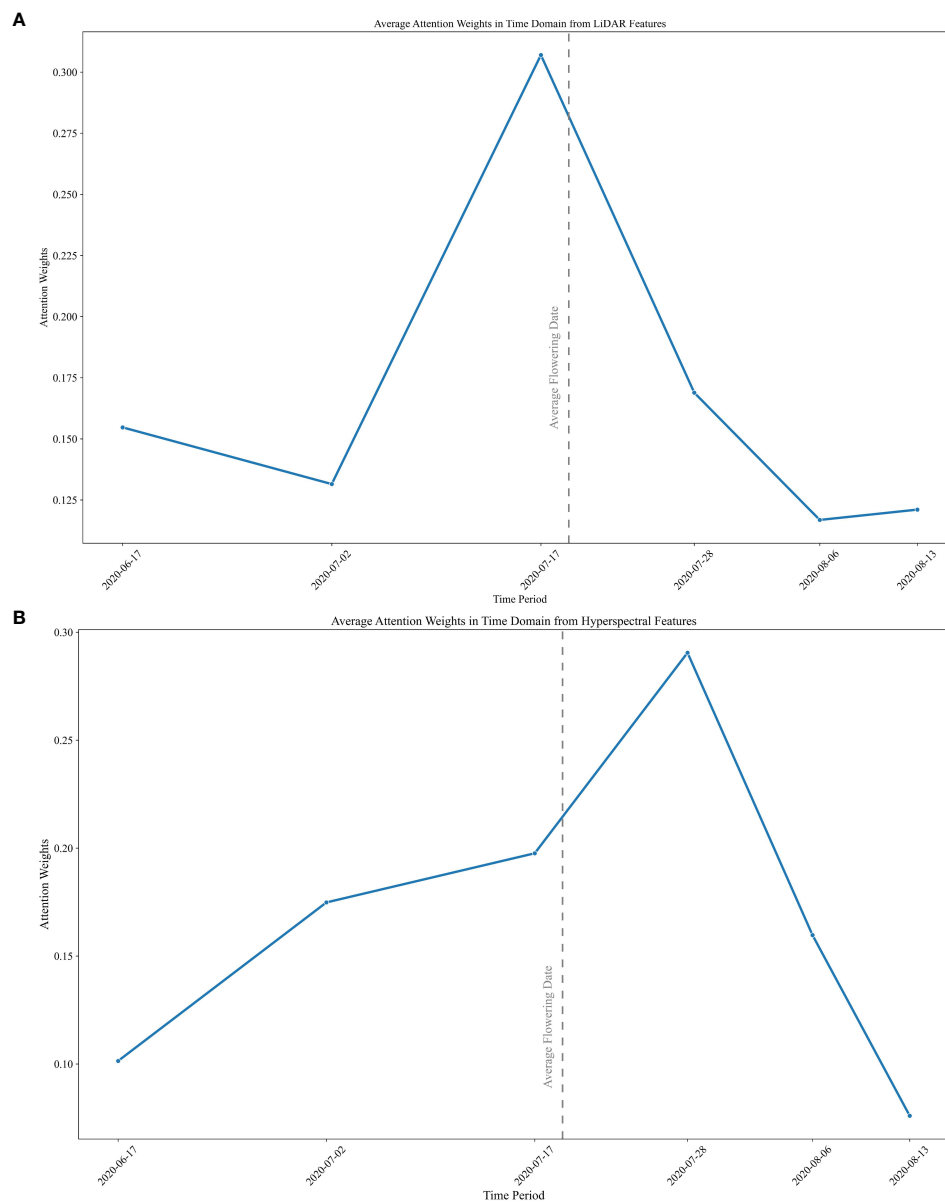 A
Average Attention Weights in Time Domain from LiDAR Features
0.300
0.275
0.250
0.225
0.200
0.175
0.150
0.125
Attention Weights
Average Flowering Date
2020-06-17
2020-07-02
2020-07-17
2020-07-28
2020-08-06
2020-08-13
Time Period
B
Average Attention Weights in Time Domain from Hyperspectral Features
0.30
0.25
0.20
0.15
0.10
Attention Weights
Average Flowering Date
2020-06-17
2020-07-02
2020-07-17
2020-07-28
2020-08-06
2020-08-13
Time Period